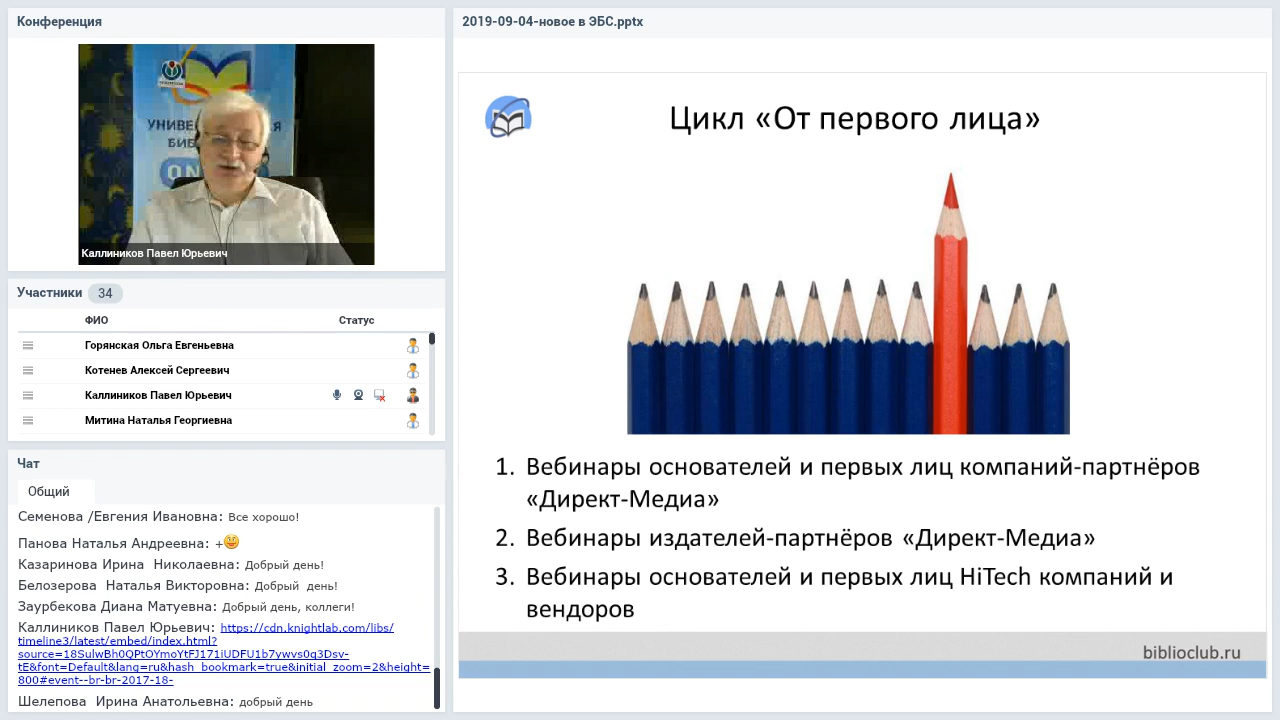 Конференция
УНИВЕ
БИБ
ON
Каллиников Павел Юрьевич
Участники 34
ФИО Статус
Горянская Ольга Евгеньевна
Котенев Алексей Сергеевич
Каллиников Павел Юрьевич
Митина Наталья Георгиевна
Чат
Общий
Семенова /Евгения Ивановна: Все хорошо!
Панова Наталья Андреевна: +
Казаринова Ирина Николаевна: Добрый день!
Белозерова Наталья Викторовна: Добрый день!
Заурбекова Диана Матуевна: Добрый день, коллеги!
Каллиников Павел Юрьевич: https://cdn.knightlab.com/libs/
timeline3/latest/embed/index.html?
source=18SulwBh0QPtOYmoYtFJ171iUDFU1b7ywvs0q3Dsv-
tE&font=Default&lang=ru&hash_bookmark=true&initial_zoom=2&height=
800#event--br-br-2017-18-
Шелепова Ирина Анатольевна: добрый день
2019-09-04-новое в ЭБС.pptx
Цикл «От первого лица»
1. Вебинары основателей и первых лиц компаний-партнёров
«Директ-Медиа»
2. Вебинары издателей-партнёров «Директ-Медиа»
3. Вебинары основателей и первых лиц HiTech компаний и
вендоров
biblioclub.ru